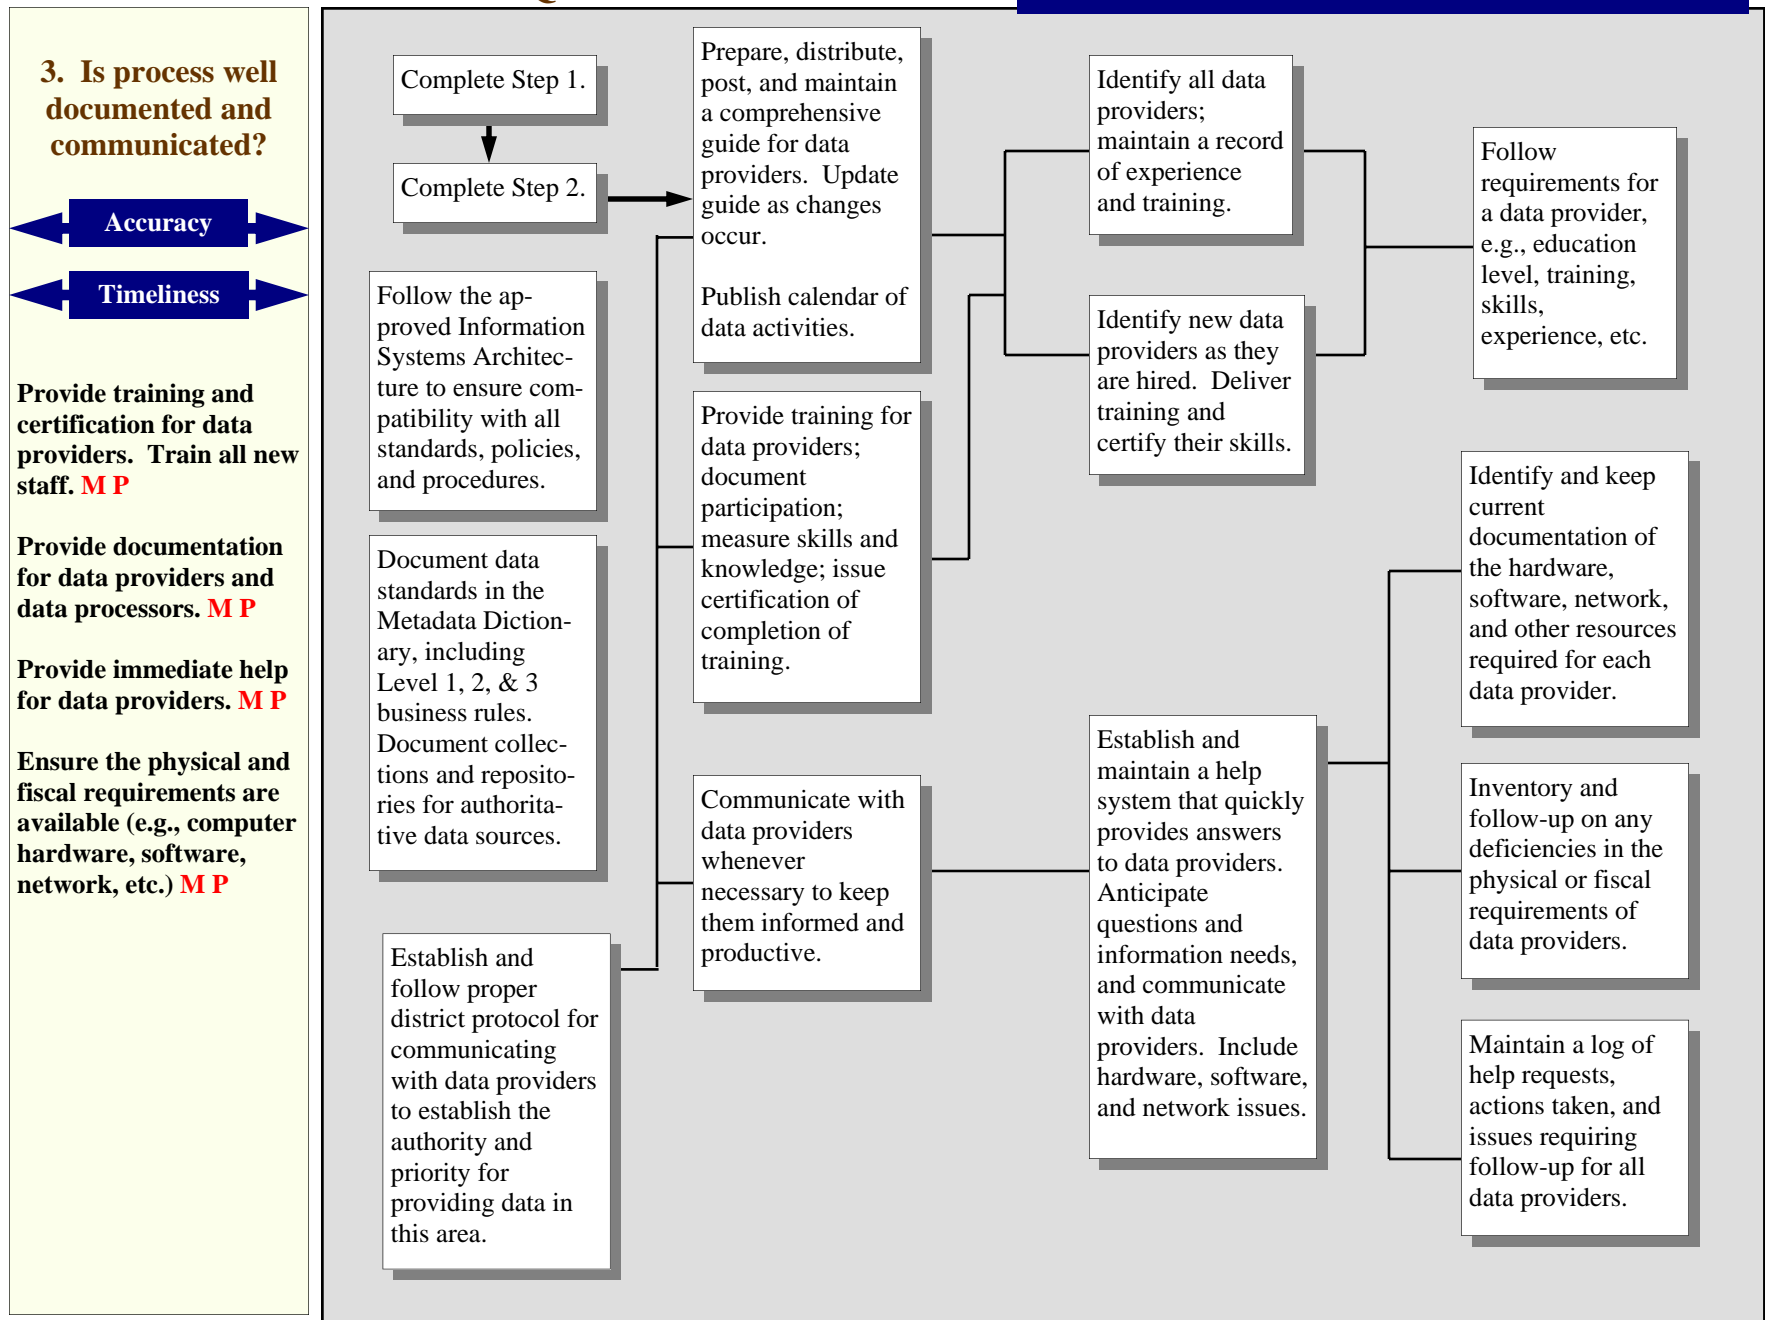 3. Is process well
documented and
communicated?
Accuracy
Timeliness
Provide training and
certification for data
providers. Train all new
staff. M P
Provide documentation
for data providers and
data processors. M P
Provide immediate help
for data providers. M P
Ensure the physical and
fiscal requirements are
available (e.g., computer
hardware, software,
network, etc.) M P
Complete Step 1.
Complete Step 2.
Follow the ap-
proved Information
Systems Architec-
ture to ensure com-
patibility with all
standards, policies,
and procedures.
Document data
standards in the
Metadata Diction-
ary, including
Level 1, 2, & 3
business rules.
Document collec-
tions and reposito-
ries for authorita-
tive data sources.
Establish and
follow proper
district protocol for
communicating
with data providers
to establish the
authority and
priority for
providing data in
this area.
Prepare, distribute,
post, and maintain
a comprehensive
guide for data
providers. Update
guide as changes
occur.
Publish calendar of
data activities.
Provide training for
data providers;
document
participation;
measure skills and
knowledge; issue
certification of
completion of
training.
Communicate with
data providers
whenever
necessary to keep
them informed and
productive.
Identify all data
providers;
maintain a record
of experience
and training.
Identify new data
providers as they
are hired. Deliver
training and
certify their skills.
Establish and
maintain a help
system that quickly
provides answers
to data providers.
Anticipate
questions and
information needs,
and communicate
with data
providers. Include
hardware, software,
and network issues.
Follow
requirements for
a data provider,
e.g., education
level, training,
skills,
experience, etc.
Identify and keep
current
documentation of
the hardware,
software, network,
and other resources
required for each
data provider.
Inventory and
follow-up on any
deficiencies in the
physical or fiscal
requirements of
data providers.
Maintain a log of
help requests,
actions taken, and
issues requiring
follow-up for all
data providers.